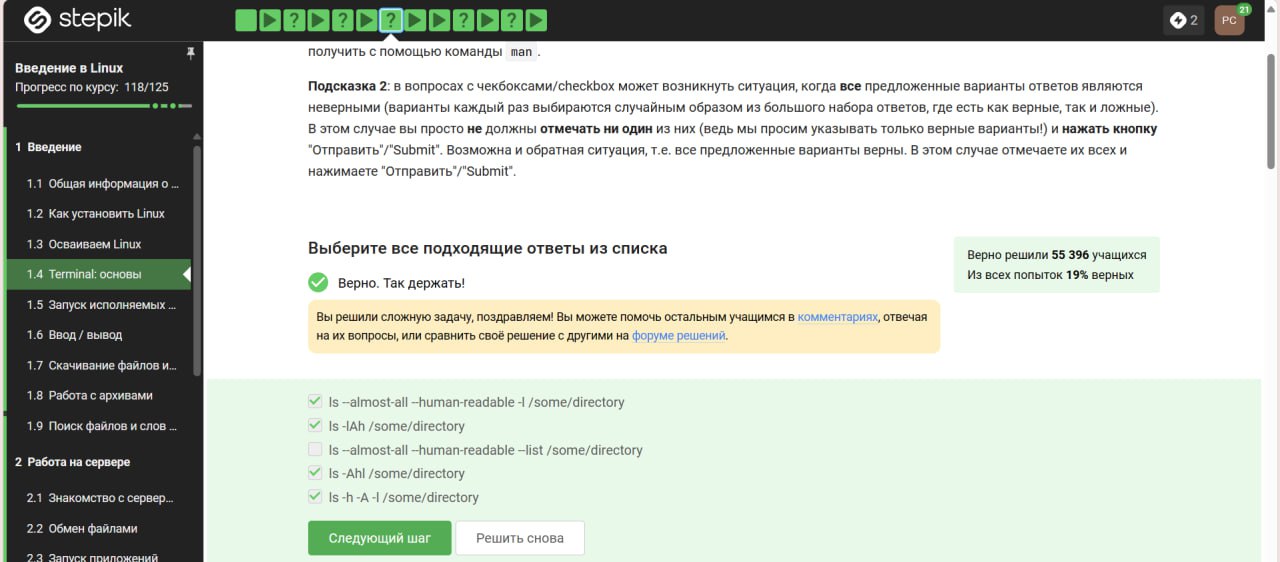 stepik
2
PC
21
Введение в Linux
Прогресс по курсу: 118/125
1 Введение
1.1 Общая информация о ...
1.2 Как установить Linux
1.3 Осваиваем Linux
1.4 Terminal: основы
1.5 Запуск исполняемых ...
1.6 Ввод / вывод
1.7 Скачивание файлов и...
1.8 Работа с архивами
1.9 Поиск файлов и слов ...
2 Работа на сервере
2.1 Знакомство с сервер...
2.2 Обмен файлами
2.3 Запуск приложений
получить с помощью команды man .
Подсказка 2: в вопросах с чекбоксами/checkbox может возникнуть ситуация, когда все предложенные варианты ответов являются
неверными (варианты каждый раз выбираются случайным образом из большого набора ответов, где есть как верные, так и ложные).
В этом случае вы просто не должны отмечать ни один из них (ведь мы просим указывать только верные варианты!) и нажать кнопку
"Отправить"/"Submit". Возможна и обратная ситуация, т.е. все предложенные варианты верны. В этом случае отмечаете их всех и
нажимаете "Отправить"/"Submit".
Выберите все подходящие ответы из списка
Верно. Так держать!
Вы решили сложную задачу, поздравляем! Вы можете помочь остальным учащимся в комментариях, отвечая
на их вопросы, или сравнить своё решение с другими на форуме решений.
Верно решили 55 396 учащихся
Из всех попыток 19% верных
ls --almost-all --human-readable -l /some/directory
ls -lAh /some/directory
ls --almost-all --human-readable --list /some/directory
ls -Ahl /some/directory
ls -h -A -l /some/directory
Следующий шаг
Решить снова